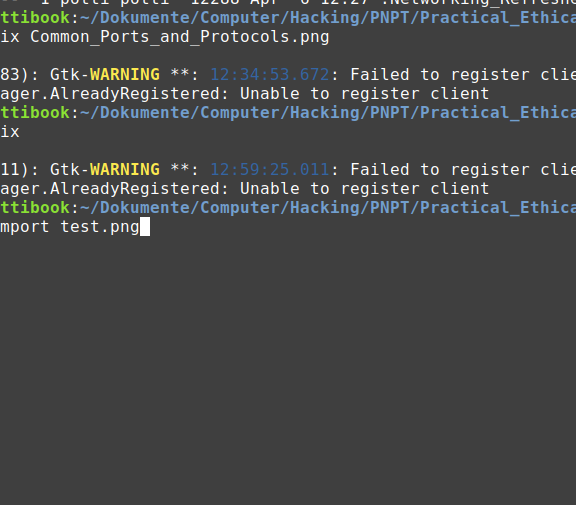 1 potti potti 12288 Apr 6 12:27 .Networking_Refreshe
ttibook:~/Dokumente/Computer/Hacking/PNPT/Practical_Ethica
ix Common_Ports_and_Protocols.png
83): Gtk-WARNING **: 12:34:53.672: Failed to register clie
ager.AlreadyRegistered: Unable to register client
ttibook:~/Dokumente/Computer/Hacking/PNPT/Practical_Ethica
ix
11): Gtk-WARNING **: 12:59:25.011: Failed to register clie
ager.AlreadyRegistered: Unable to register client
ttibook:~/Dokumente/Computer/Hacking/PNPT/Practical_Ethica
mport test.png